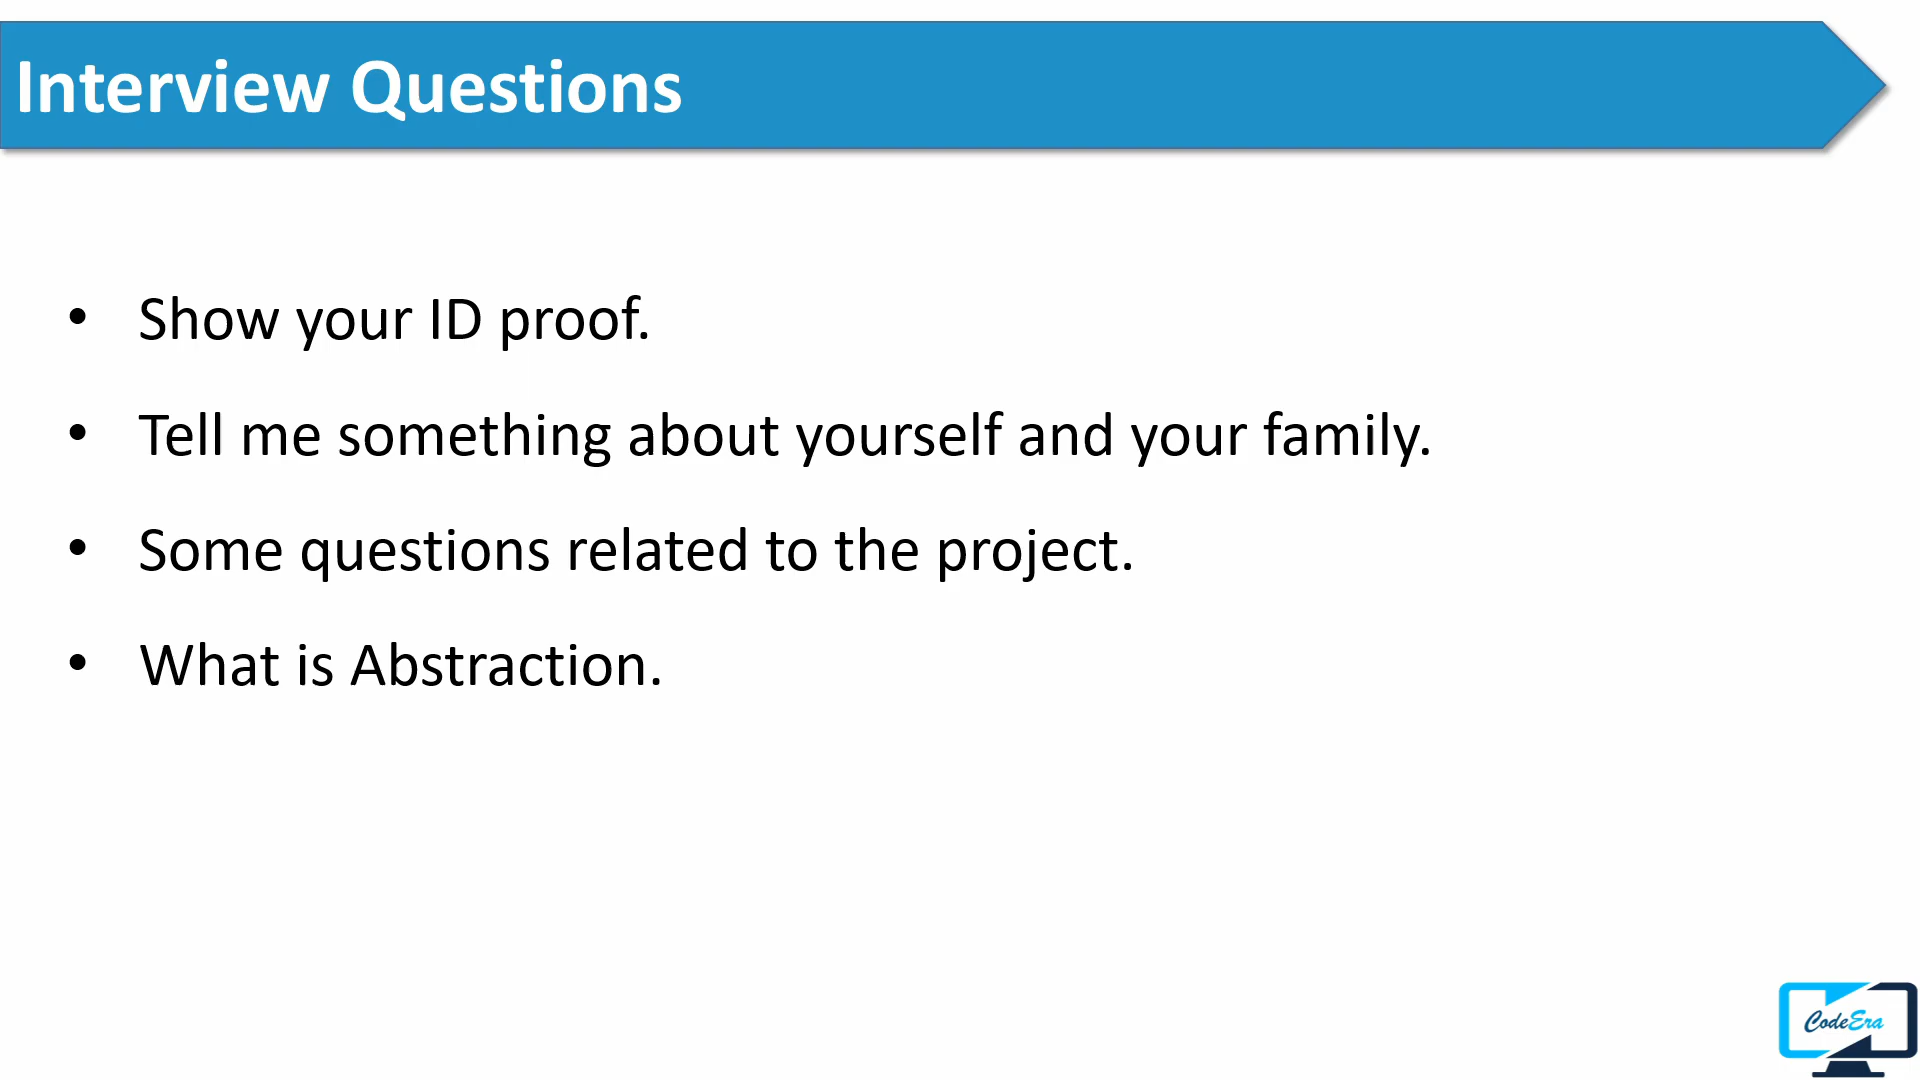 Interview Questions
• Show your ID proof.
• Tell me something about yourself and your family.
• Some questions related to the project.
• What is Abstraction.
CodeEra